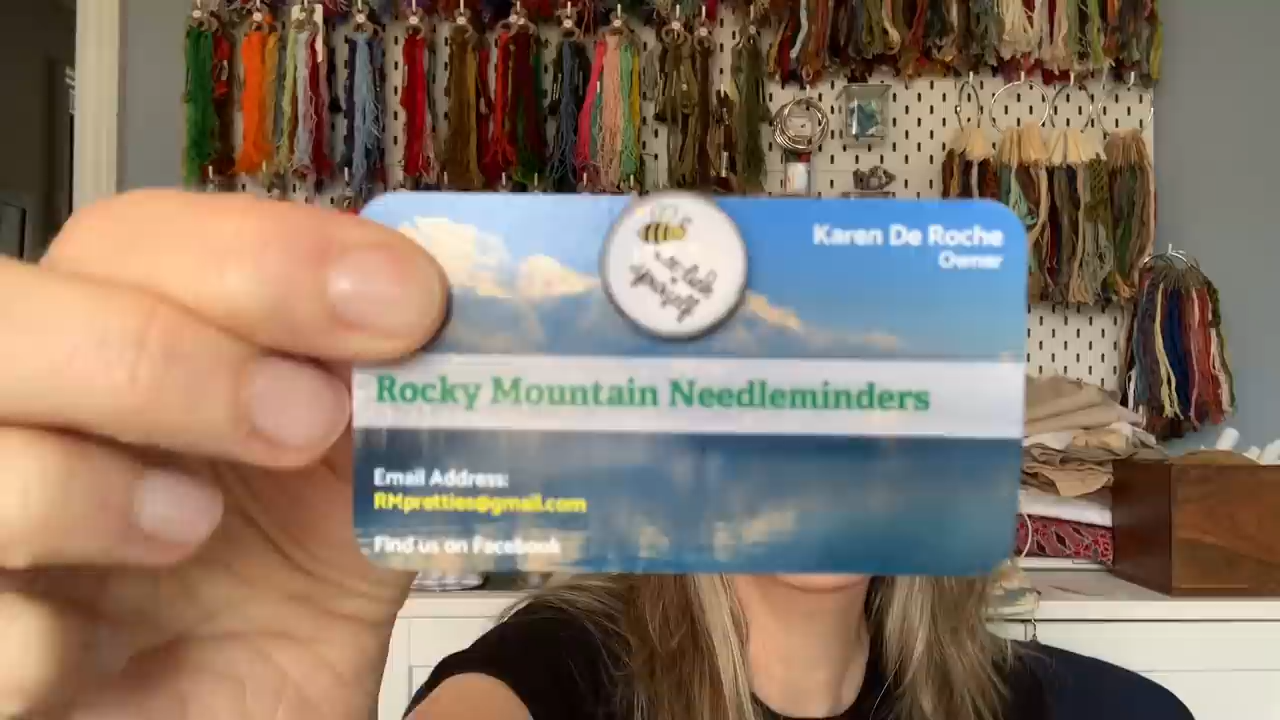 Karen De Roche
Owner
Rocky Mountain Needleminders
Email Address:
RMpretties@gmail.com
Find us on Facebook